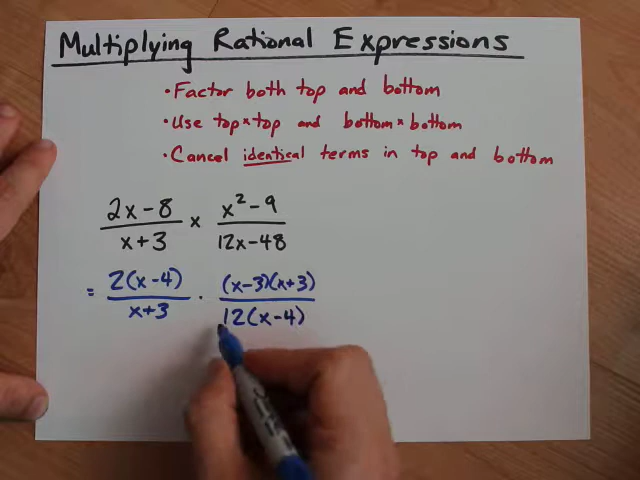 Multiplying Rational Expressions
• Factor both top and bottom
• Use top × top and bottom × bottom
• Cancel identical terms in top and bottom
2x-8 / x+3 × x² - 9 / 12x-48
= 2(x-4) / x+3 · (x-3)(x+3) / 12(x-4)